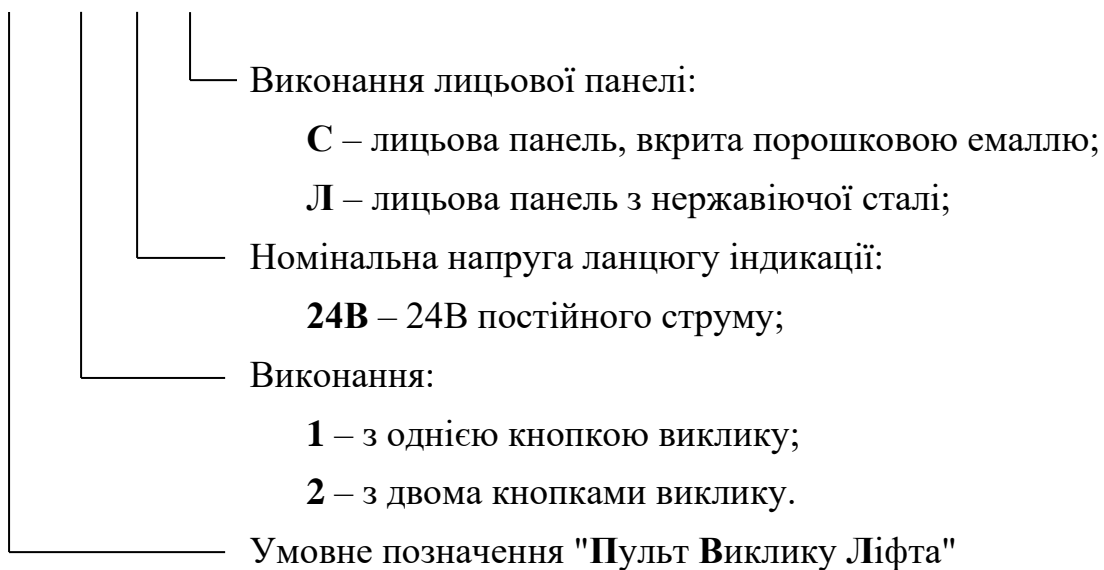 Виконання лицьової панелі:
С – лицьова панель, вкрита порошковою емаллю;
Л – лицьова панель з нержавіючої сталі;
Номінальна напруга ланцюгу індикації:
24В – 24В постійного струму;
Виконання:
1 – з однією кнопкою виклику;
2 – з двома кнопками виклику.
Умовне позначення "Пульт Виклику Ліфта"